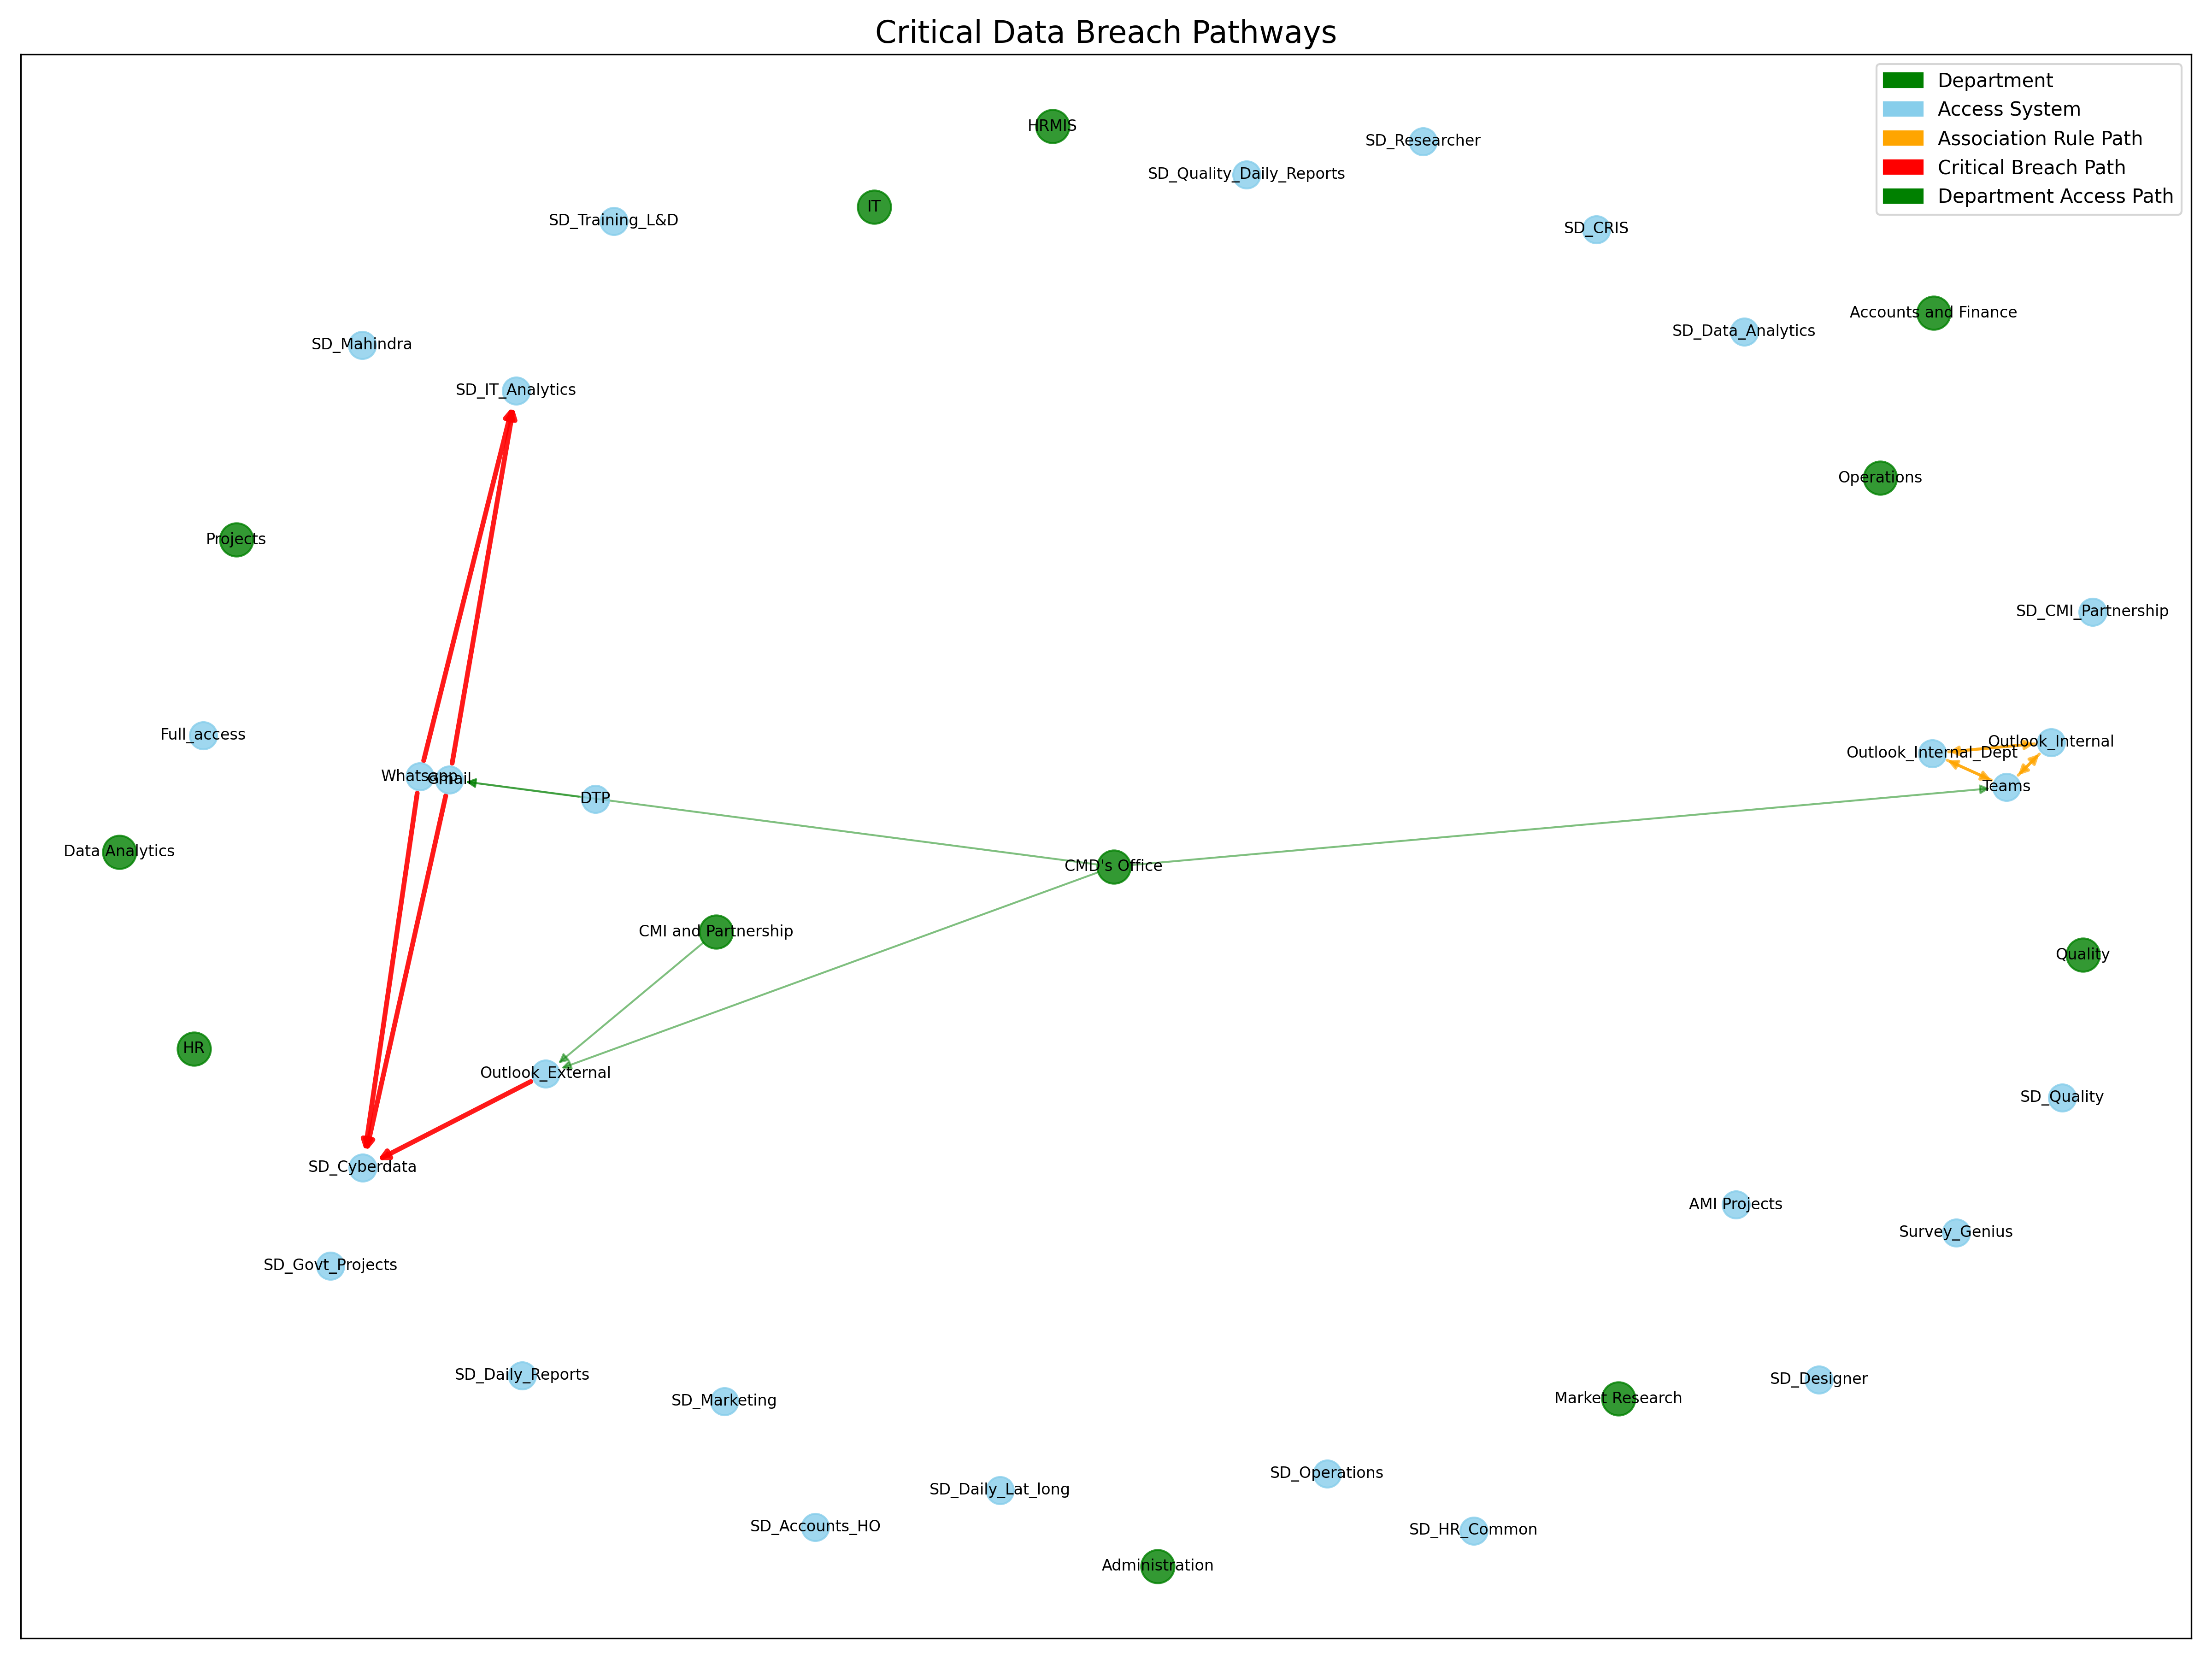 Critical Data Breach Pathways
Department
Access System
Association Rule Path
Critical Breach Path
Department Access Path
HRMIS
SD_Researcher
SD_Quality_Daily_Reports
IT
SD_Training_L&D
SD_CRIS
Accounts and Finance
SD_Data_Analytics
SD_Mahindra
SD_IT_Analytics
Operations
Projects
SD_CMI_Partnership
Full_access
Outlook_Internal
Outlook_Internal_Dept
Whatsapp
Gmail
Teams
DTP
Data Analytics
CMD's Office
CMI and Partnership
Quality
HR
Outlook_External
SD_Quality
SD_Cyberdata
AMI Projects
Survey_Genius
SD_Govt_Projects
SD_Daily_Reports
SD_Designer
SD_Marketing
Market Research
SD_Operations
SD_Daily_Lat_long
SD_Accounts_HO
SD_HR_Common
Administration